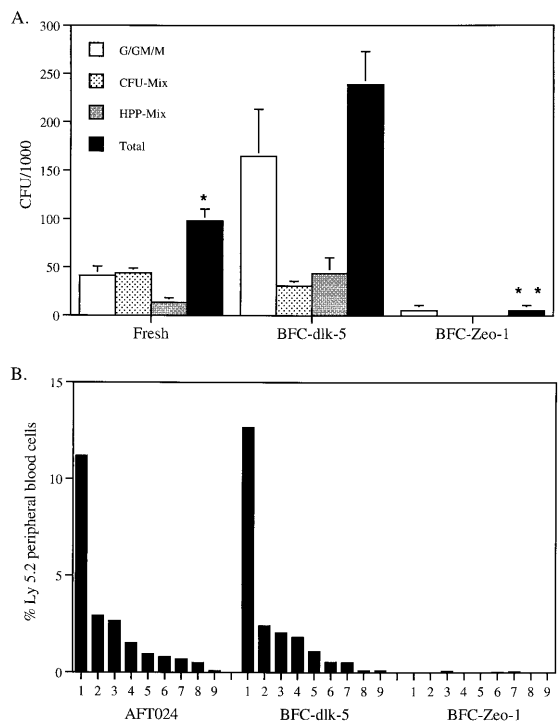 A.
300
250
200
150
100
50
0
CFU/1000
G/GM/M
CFU-Mix
HPP-Mix
Total
*
* *
Fresh BFC-dlk-5 BFC-Zeo-1
B.
15
10
5
0
% Ly 5.2 peripheral blood cells
1 2 3 4 5 6 7 8 9 1 2 3 4 5 6 7 8 9 1 2 3 4 5 6 7 8 9
AFT024 BFC-dlk-5 BFC-Zeo-1